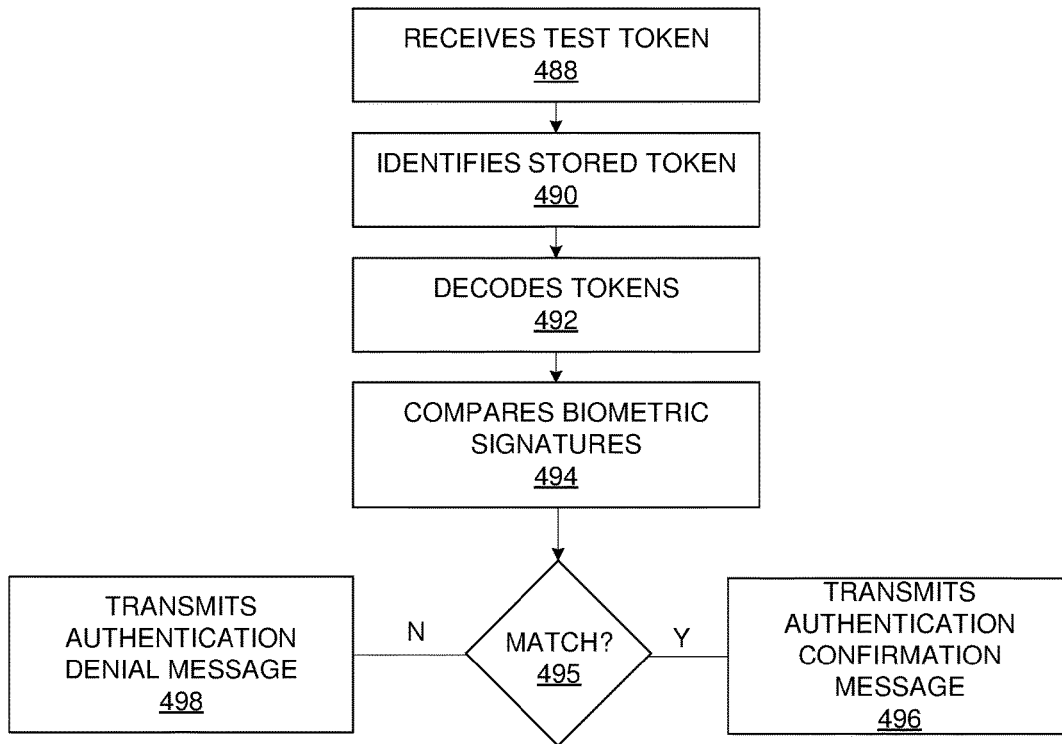 RECEIVES TEST TOKEN
488
IDENTIFIES STORED TOKEN
490
DECODES TOKENS
492
COMPARES BIOMETRIC
SIGNATURES
494
TRANSMITS
AUTHENTICATION
DENIAL MESSAGE
498
N
MATCH?
495
Y
TRANSMITS
AUTHENTICATION
CONFIRMATION
MESSAGE
496